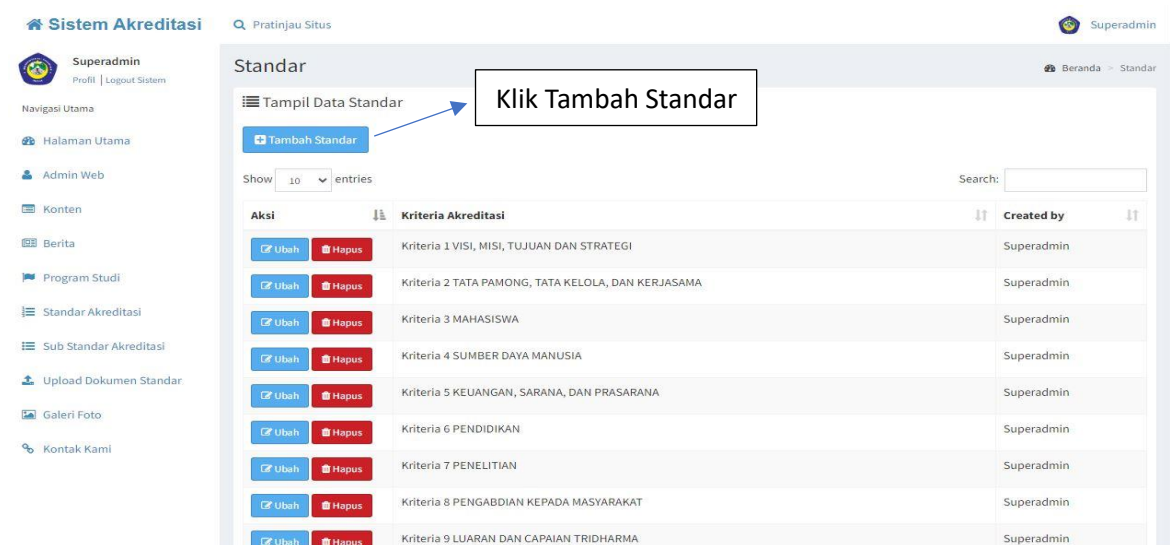 Sistem Akreditasi
Pratinjau Situs
Superadmin
Superadmin
Profil | Logout Sistem
Navigasi Utama
Halaman Utama
Admin Web
Konten
Berita
Program Studi
Standar Akreditasi
Sub Standar Akreditasi
Upload Dokumen Standar
Galeri Foto
Kontak Kami
Standar
Beranda > Standar
Tampil Data Standar
Klik Tambah Standar
Tambah Standar
Show 10 entries
Search:
Aksi Kriteria Akreditasi Created by
Ubah Hapus Kriteria 1 VISI, MISI, TUJUAN DAN STRATEGI Superadmin
Ubah Hapus Kriteria 2 TATA PAMONG, TATA KELOLA, DAN KERJASAMA Superadmin
Ubah Hapus Kriteria 3 MAHASISWA Superadmin
Ubah Hapus Kriteria 4 SUMBER DAYA MANUSIA Superadmin
Ubah Hapus Kriteria 5 KEUANGAN, SARANA, DAN PRASARANA Superadmin
Ubah Hapus Kriteria 6 PENDIDIKAN Superadmin
Ubah Hapus Kriteria 7 PENELITIAN Superadmin
Ubah Hapus Kriteria 8 PENGABDIAN KEPADA MASYARAKAT Superadmin
Ubah Hapus Kriteria 9 LUARAN DAN CAPAIAN TRIDHARMA Superadmin